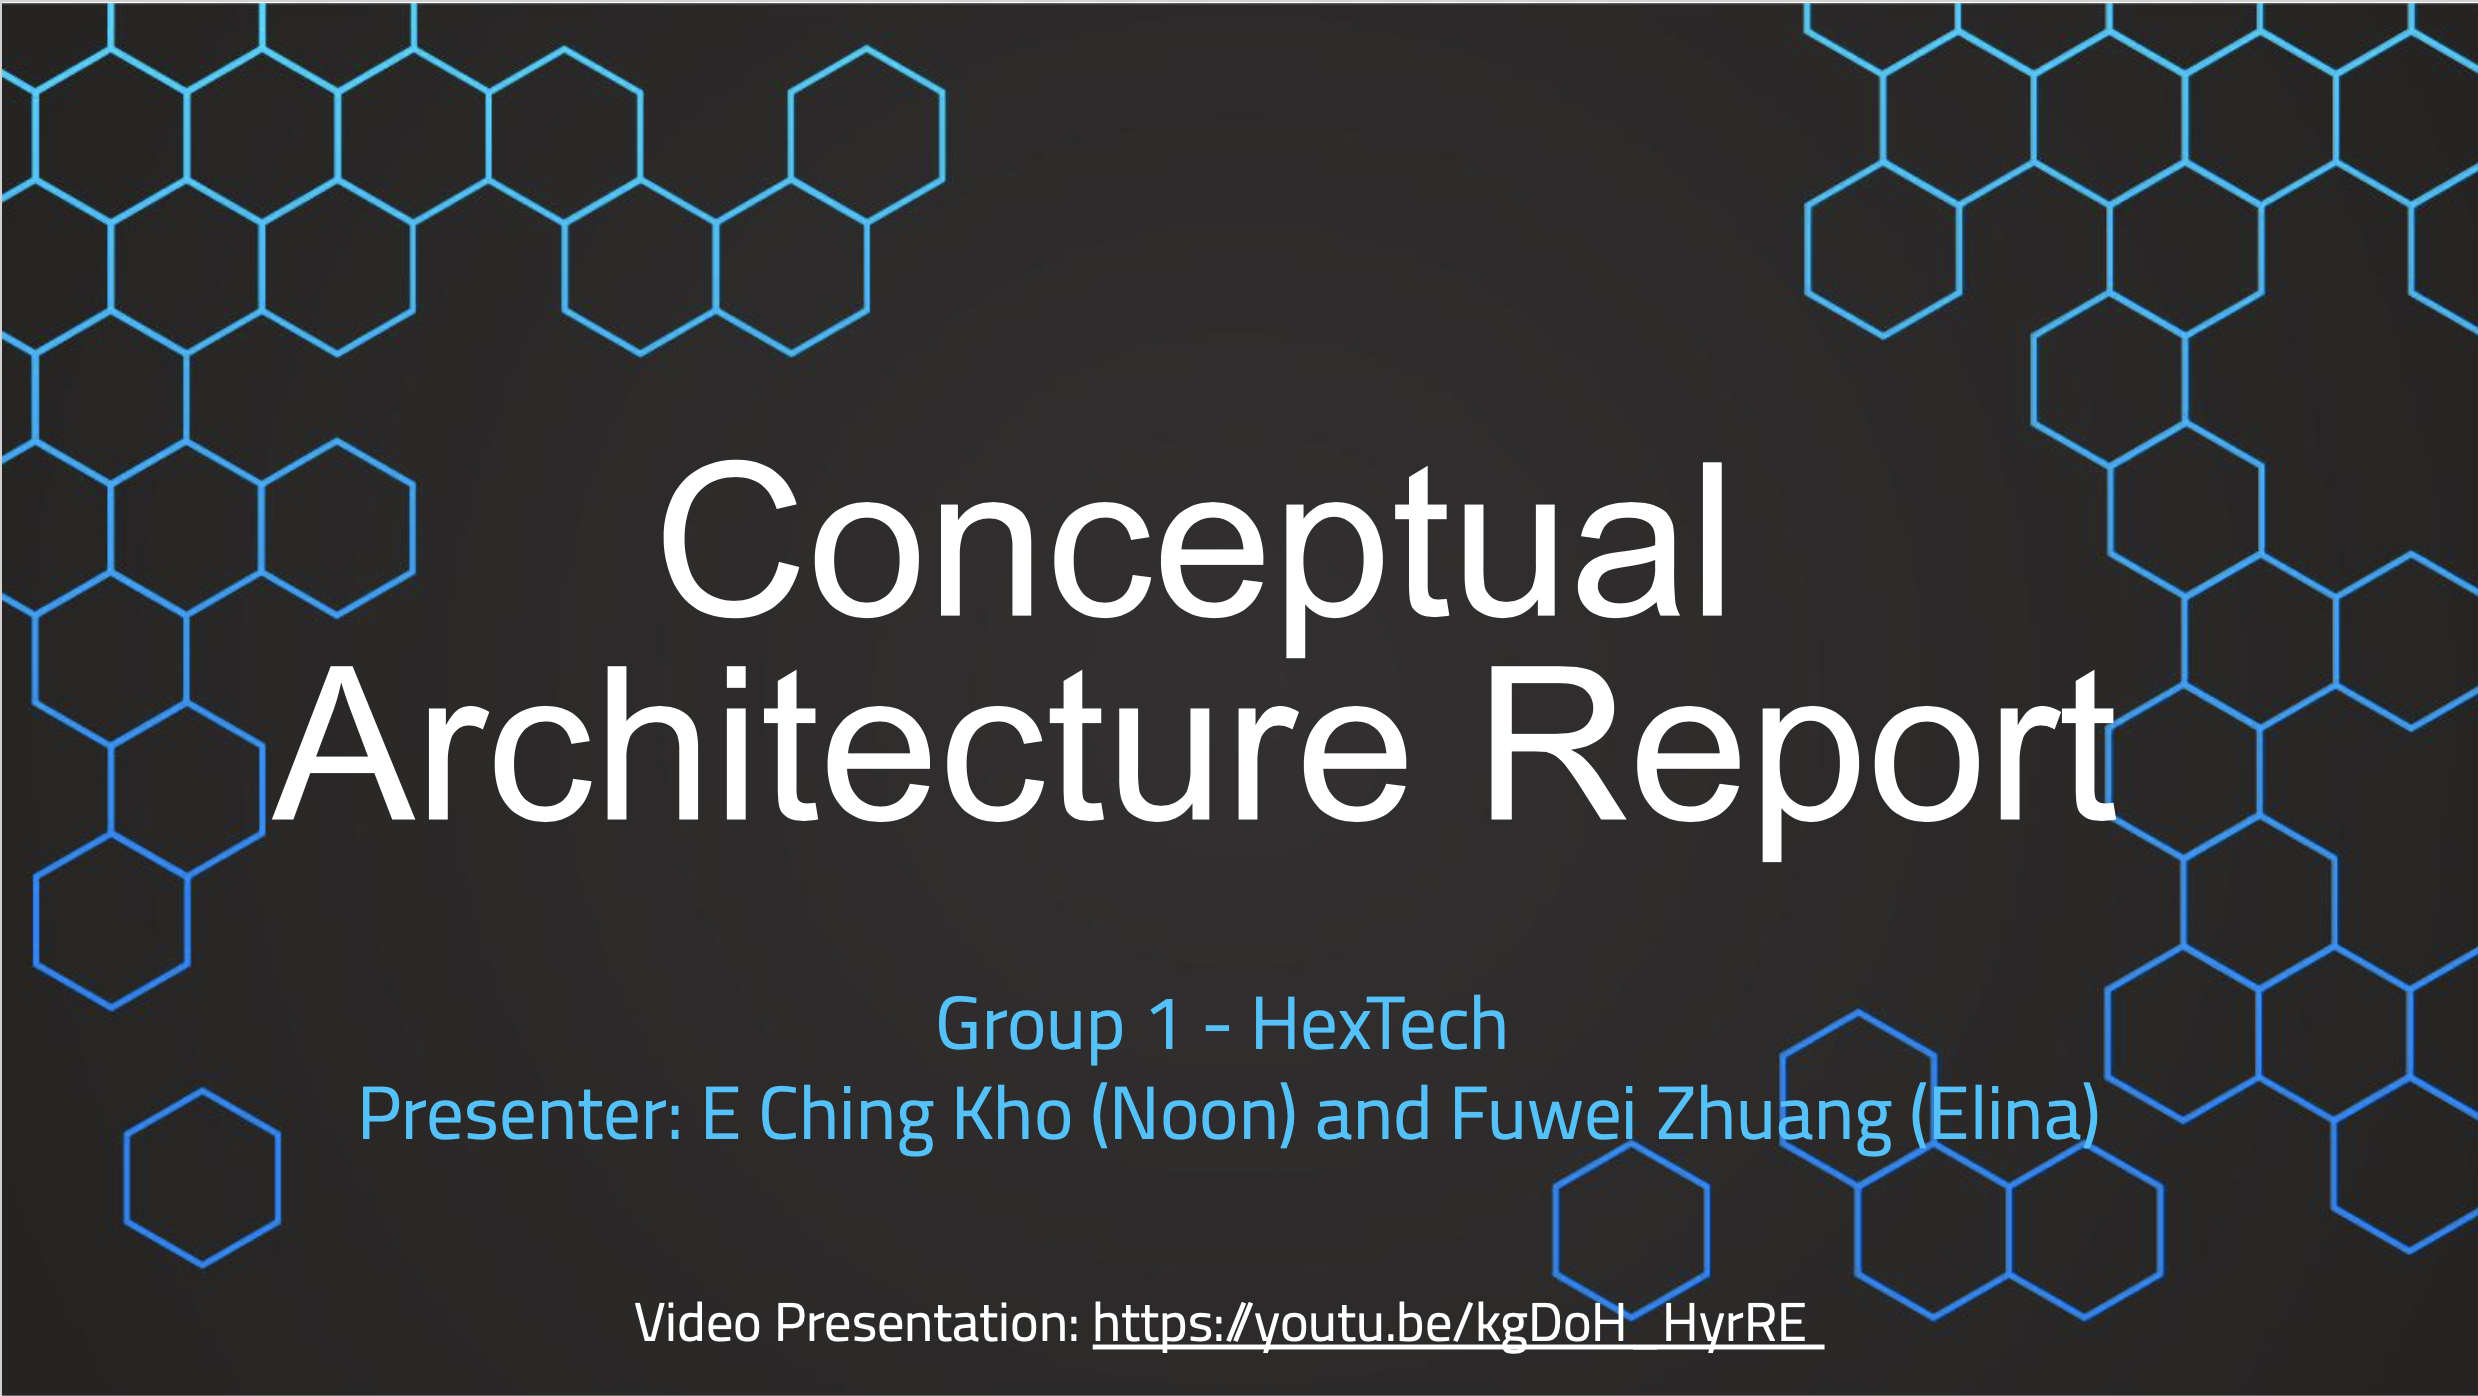 Conceptual
Architecture Report
Group 1 - HexTech
Presenter: E Ching Kho (Noon) and Fuwei Zhuang (Elina)
Video Presentation: https://youtu.be/kgDoH_HyrRE